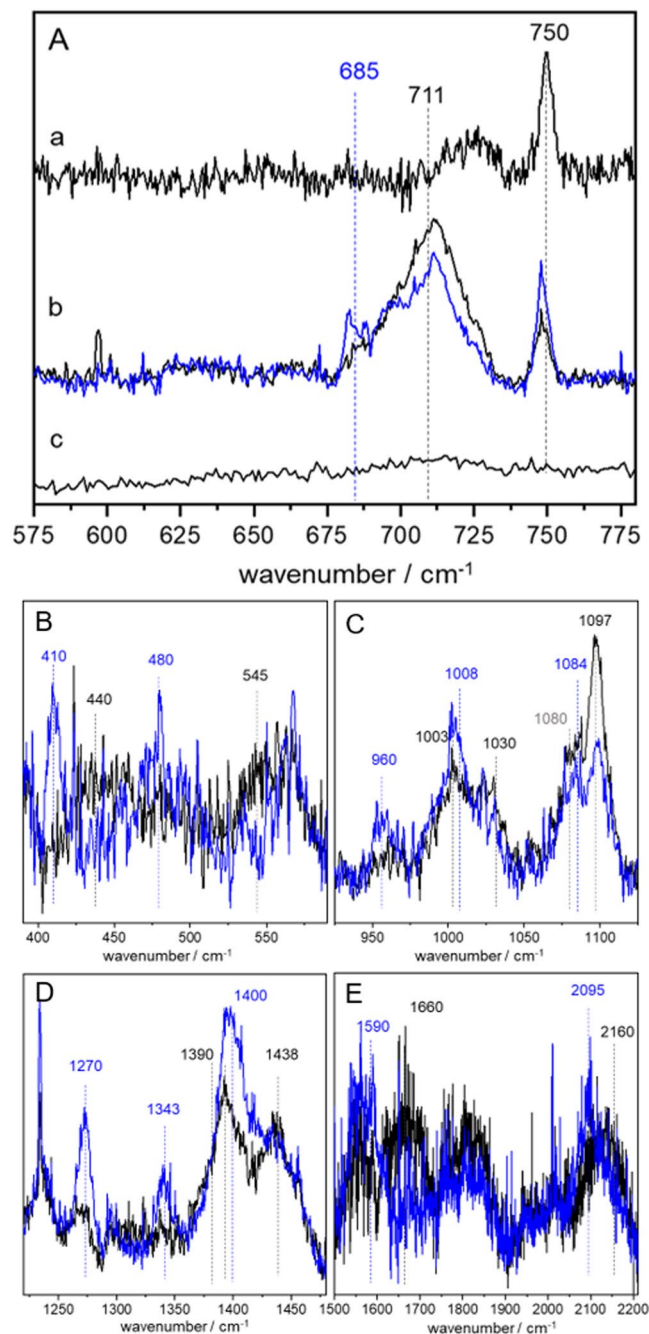 A
750
685
711
a
b
c
575 600 625 650 675 700 725 750 775
wavenumber / cm⁻¹
B
410
480
545
440
400 450 500 550
wavenumber / cm⁻¹
C
1097
1008
1084
1003
1080
1030
960
950 1000 1050 1100
wavenumber / cm⁻¹
D
1400
1390
1438
1270
1343
1250 1300 1350 1400 1450
wavenumber / cm⁻¹
E
2095
1590
1660
2160
1500 1600 1700 1800 1900 2000 2100 2200
wavenumber / cm⁻¹